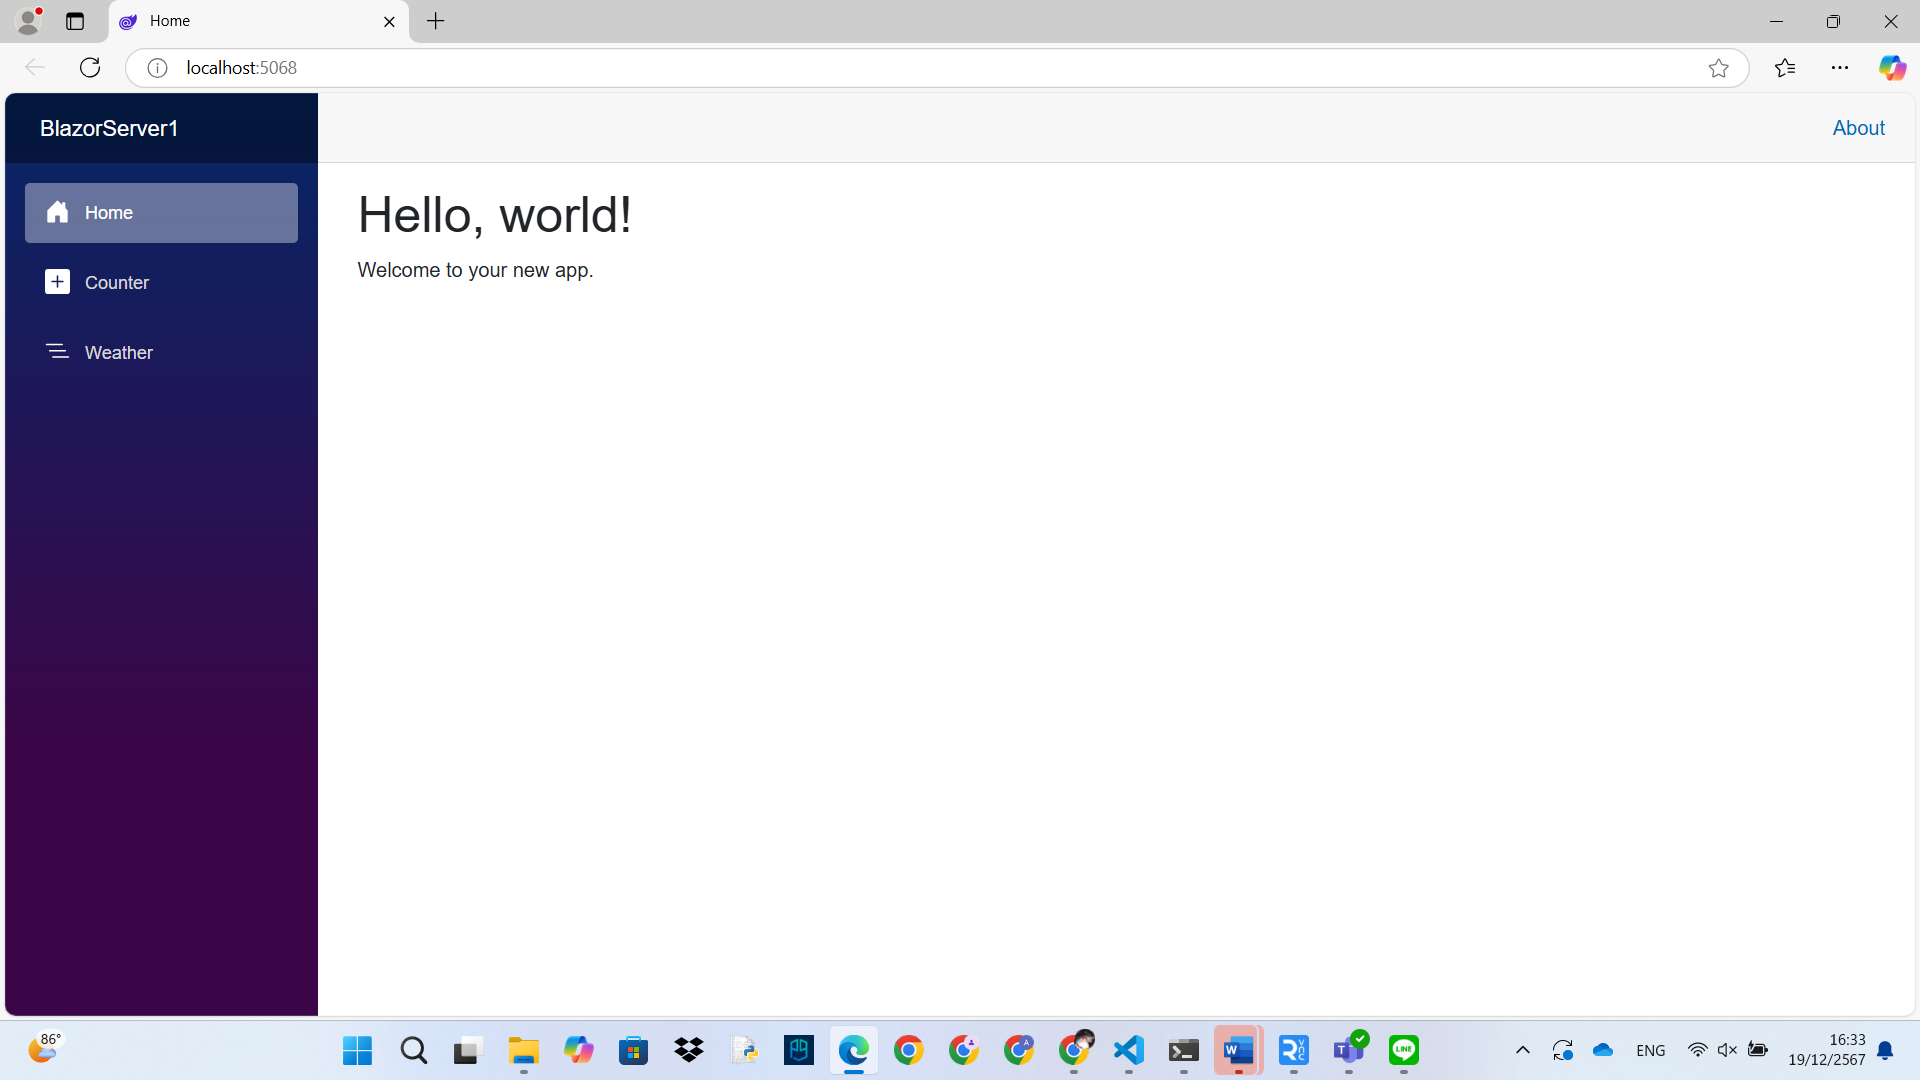 Home
localhost:5068
BlazorServer1
About
Home
Counter
Weather
Hello, world!
Welcome to your new app.
86°
A
W
T
LINE
ENG
16:33
19/12/2567